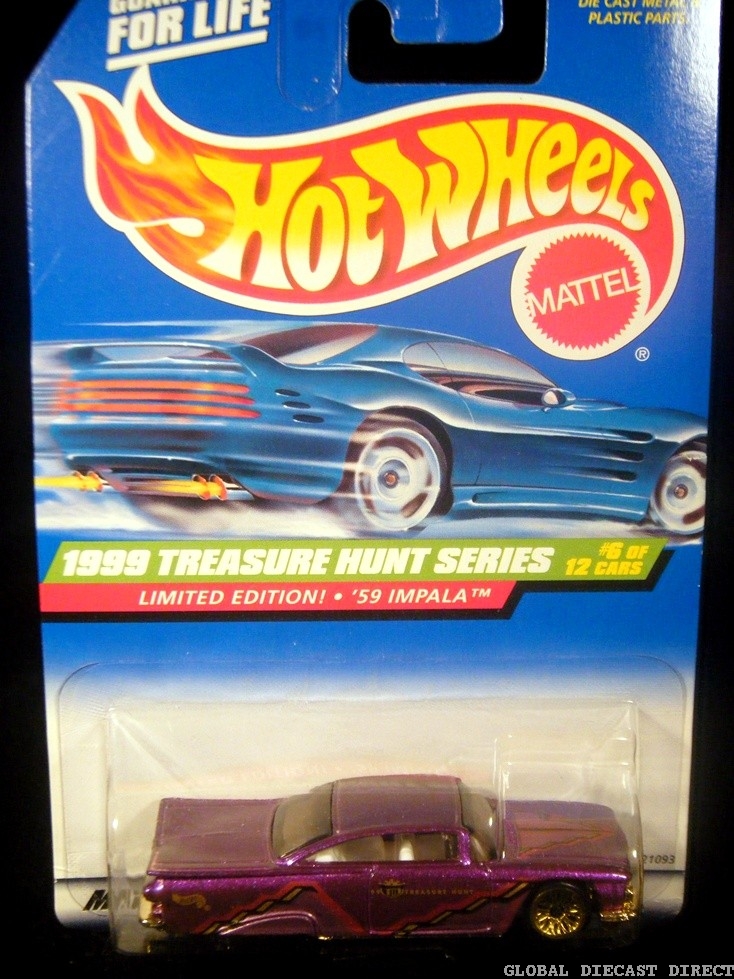 FOR LIFE
DIE CAST METAL &
PLASTIC PARTS
HOT WHEELS
MATTEL
®
1999 TREASURE HUNT SERIES
#6 OF
12 CARS
LIMITED EDITION! • '59 IMPALA™
21093
TREASURE HUNT
GLOBAL DIECAST DIRECT